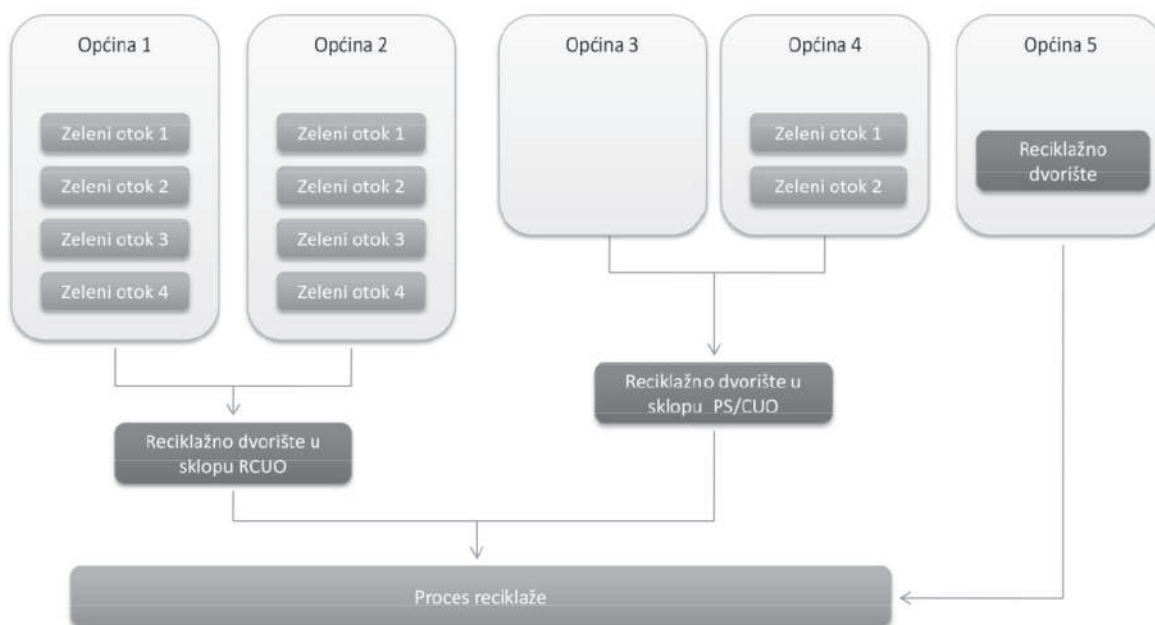 Općina 1
Zeleni otok 1
Zeleni otok 2
Zeleni otok 3
Zeleni otok 4
Općina 2
Zeleni otok 1
Zeleni otok 2
Zeleni otok 3
Zeleni otok 4
Općina 3
Općina 4
Zeleni otok 1
Zeleni otok 2
Općina 5
Reciklažno
dvorište
Reciklažno dvorište u
sklopu RCUO
Reciklažno dvorište u
sklopu PS/CUO
Proces reciklaže